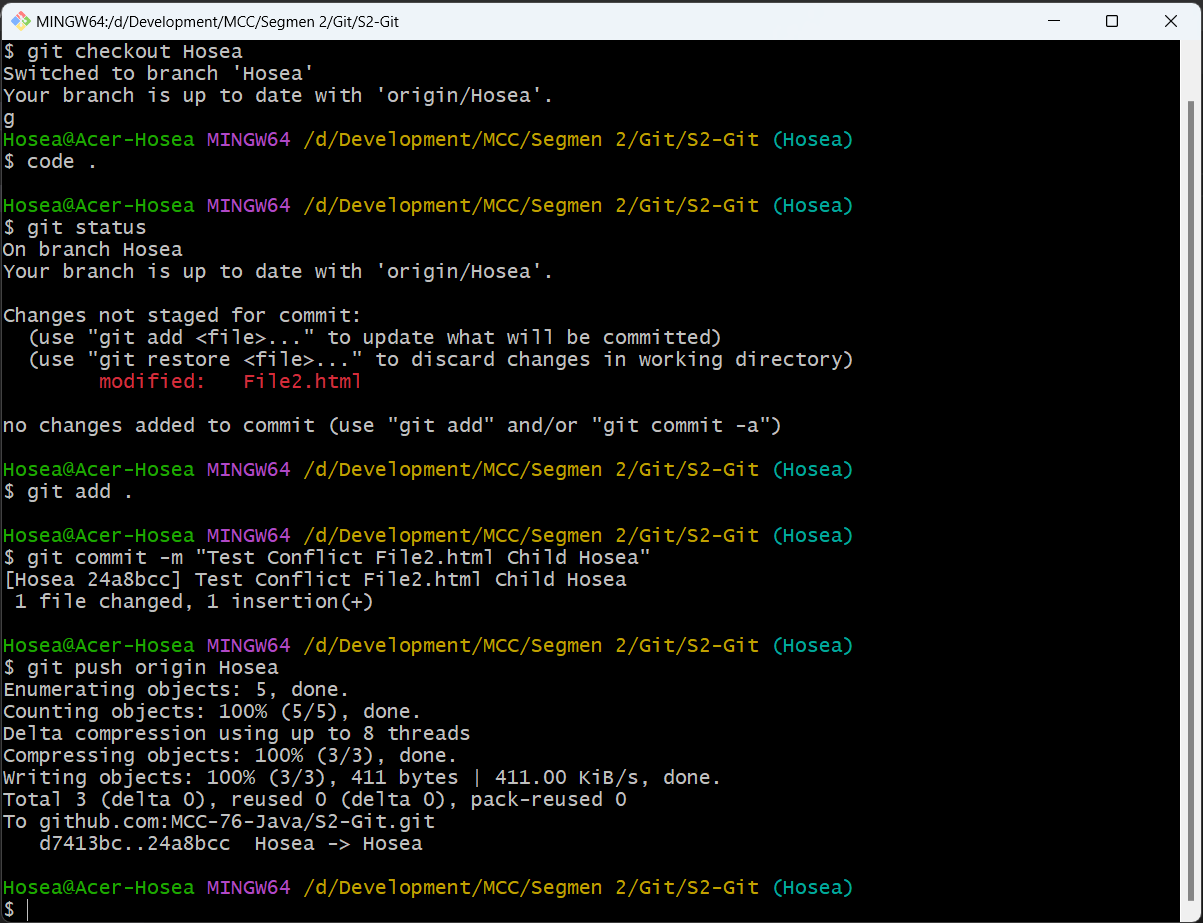 MINGW64:/d/Development/MCC/Segmen 2/Git/S2-Git
$ git checkout Hosea
Switched to branch 'Hosea'
Your branch is up to date with 'origin/Hosea'.
g
Hosea@Acer-Hosea MINGW64 /d/Development/MCC/Segmen 2/Git/S2-Git (Hosea)
$ code .
Hosea@Acer-Hosea MINGW64 /d/Development/MCC/Segmen 2/Git/S2-Git (Hosea)
$ git status
On branch Hosea
Your branch is up to date with 'origin/Hosea'.
Changes not staged for commit:
  (use "git add <file>..." to update what will be committed)
  (use "git restore <file>..." to discard changes in working directory)
        modified:   File2.html
no changes added to commit (use "git add" and/or "git commit -a")
Hosea@Acer-Hosea MINGW64 /d/Development/MCC/Segmen 2/Git/S2-Git (Hosea)
$ git add .
Hosea@Acer-Hosea MINGW64 /d/Development/MCC/Segmen 2/Git/S2-Git (Hosea)
$ git commit -m "Test Conflict File2.html Child Hosea"
[Hosea 24a8bcc] Test Conflict File2.html Child Hosea
 1 file changed, 1 insertion(+)
Hosea@Acer-Hosea MINGW64 /d/Development/MCC/Segmen 2/Git/S2-Git (Hosea)
$ git push origin Hosea
Enumerating objects: 5, done.
Counting objects: 100% (5/5), done.
Delta compression using up to 8 threads
Compressing objects: 100% (3/3), done.
Writing objects: 100% (3/3), 411 bytes | 411.00 KiB/s, done.
Total 3 (delta 0), reused 0 (delta 0), pack-reused 0
To github.com:MCC-76-Java/S2-Git.git
   d7413bc..24a8bcc  Hosea -> Hosea
Hosea@Acer-Hosea MINGW64 /d/Development/MCC/Segmen 2/Git/S2-Git (Hosea)
$